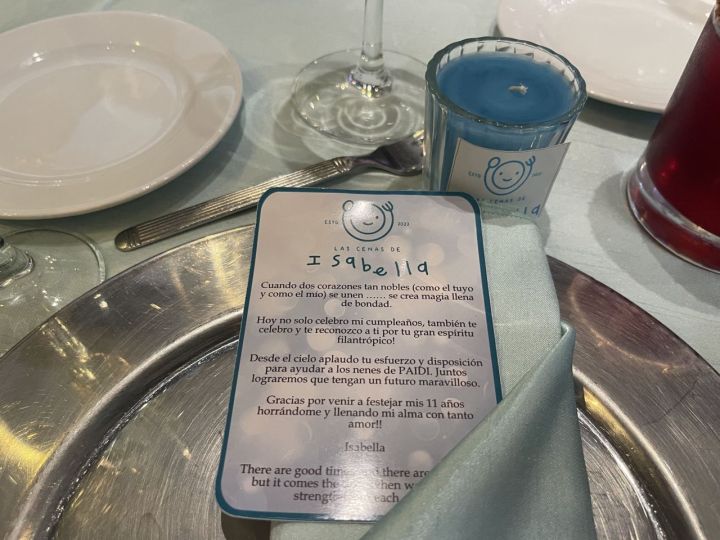 ESTD 2023
LAS CENAS DE
Isabella
Cuando dos corazones tan nobles (como el tuyo
y como el mío) se unen ...... se crea magia llena
de bondad.
Hoy no solo celebro mi cumpleaños, también te
celebro y te reconozco a ti por tu gran espíritu
filantrópico!
Desde el cielo aplaudo tu esfuerzo y disposición
para ayudar a los nenes de PAIDI. Juntos
lograremos que tengan un futuro maravilloso.
Gracias por venir a festejar mis 11 años
horrándome y llenando mi alma con tanto
amor!!
Isabella
There are good tim and there are
but it comes the when w
strength each
ESTD
LAS CENAS DE